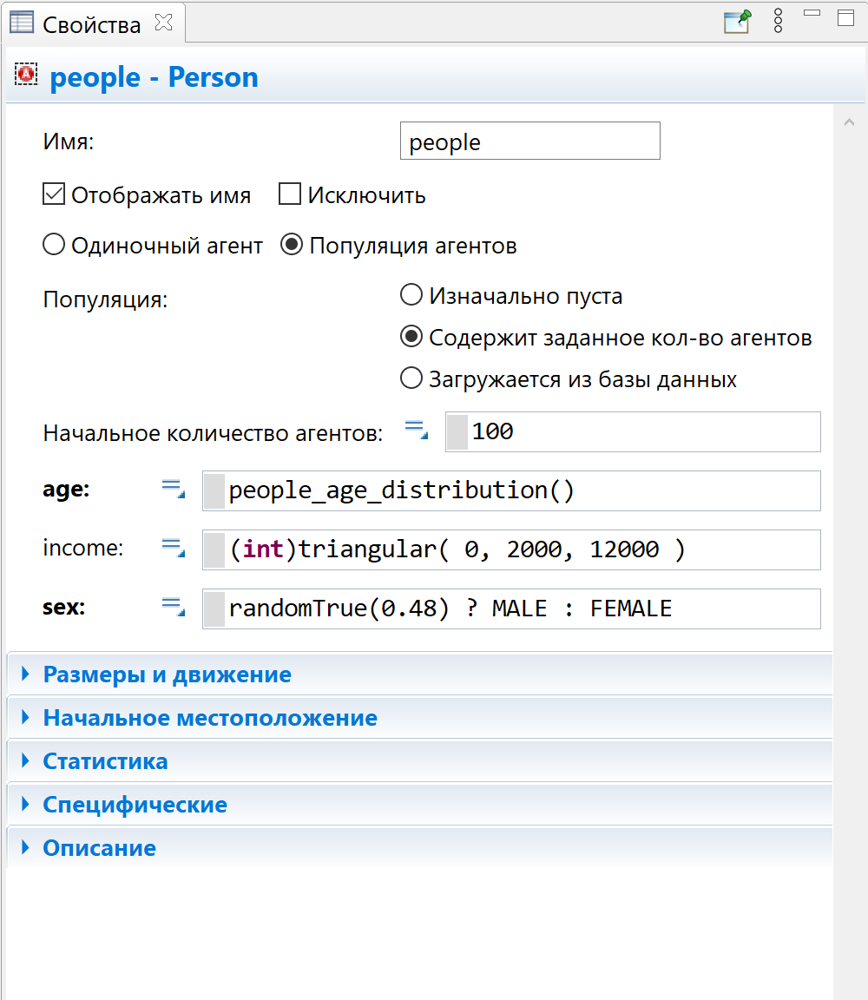 Свойства
people - Person
Имя: people
Отображать имя Исключить
Одиночный агент Популяция агентов
Популяция: Изначально пуста
Содержит заданное кол-во агентов
Загружается из базы данных
Начальное количество агентов: 100
age: people_age_distribution()
income: (int)triangular( 0, 2000, 12000 )
sex: randomTrue(0.48) ? MALE : FEMALE
Размеры и движение
Начальное местоположение
Статистика
Специфические
Описание